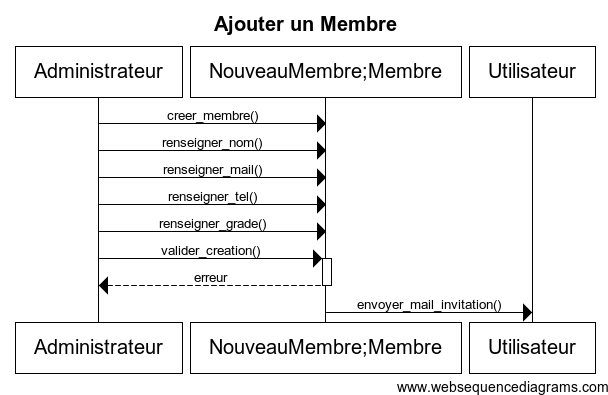 Ajouter un Membre
Administrateur
NouveauMembre;Membre
Utilisateur
creer_membre()
renseigner_nom()
renseigner_mail()
renseigner_tel()
renseigner_grade()
valider_creation()
erreur
envoyer_mail_invitation()
Administrateur
NouveauMembre;Membre
Utilisateur
www.websequencediagrams.com